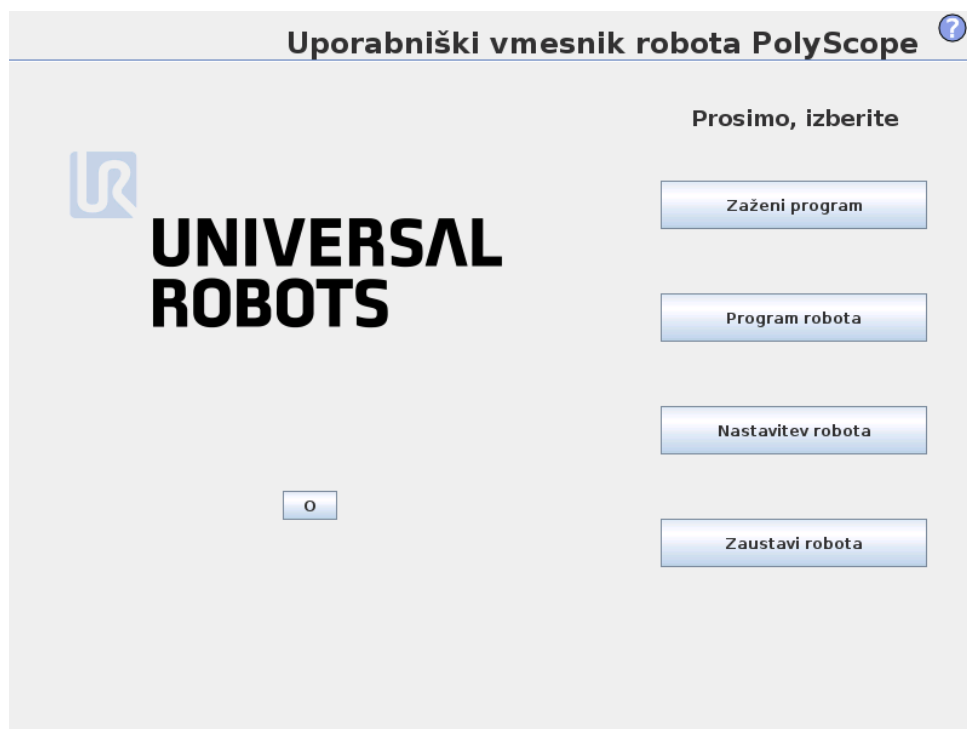 Uporabniški vmesnik robota PolyScope
?
Prosimo, izberite
UR
UNIVERSAL
ROBOTS
Zaženi program
Program robota
Nastavitev robota
O
Zaustavi robota